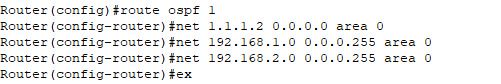 Router(config)#route ospf 1
Router(config-router)#net 1.1.1.2 0.0.0.0 area 0
Router(config-router)#net 192.168.1.0 0.0.0.255 area 0
Router(config-router)#net 192.168.2.0 0.0.0.255 area 0
Router(config-router)#ex